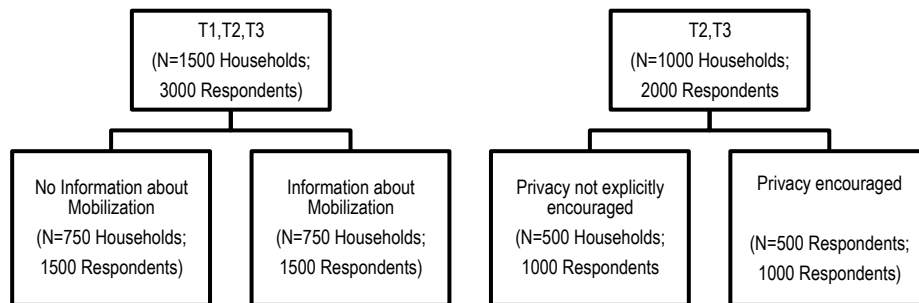 T1,T2,T3
(N=1500 Households;
3000 Respondents)
T2,T3
(N=1000 Households;
2000 Respondents
No Information about
Mobilization
(N=750 Households;
1500 Respondents)
Information about
Mobilization
(N=750 Households;
1500 Respondents)
Privacy not explicitly
encouraged
(N=500 Households;
1000 Respondents
Privacy encouraged
(N=500 Respondents;
1000 Respondents)